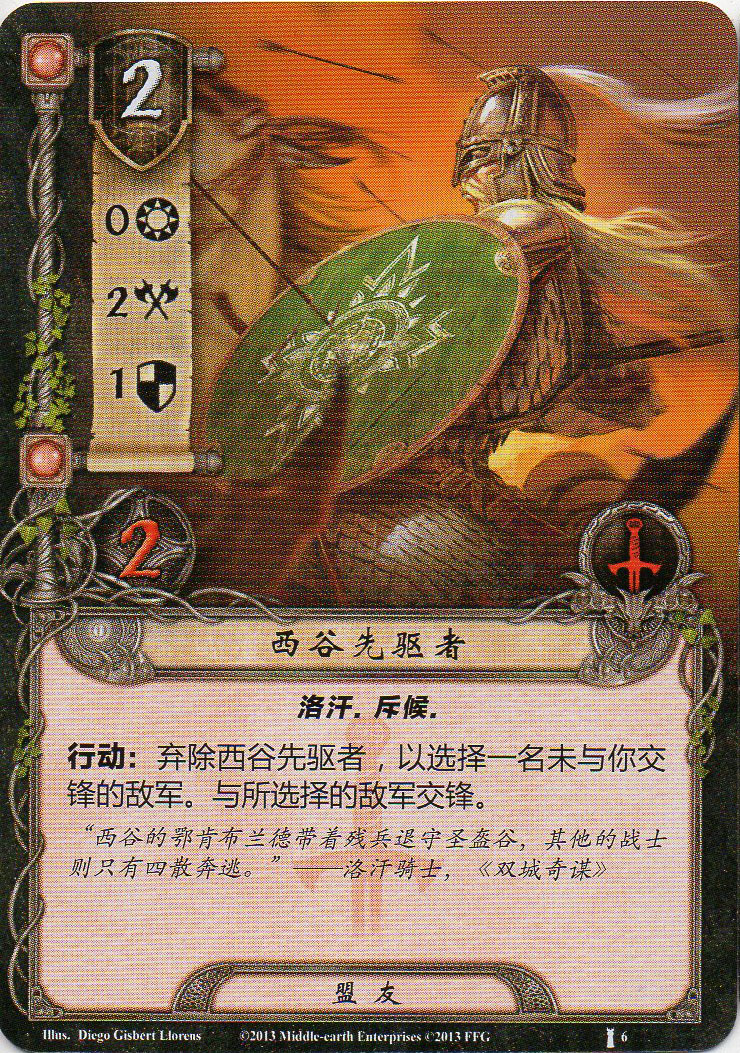 2
0
2
1
2
西谷先驱者
洛汗. 斥候.
行动：弃除西谷先驱者，以选择一名未与你交
锋的敌军。与所选择的敌军交锋。
“西谷的鄂肯布兰德带着残兵退守圣盔谷，其他的战士
则只有四散奔逃。”——洛汗骑士，《双城奇谋》
盟友
Illus. Diego Gisbert Llorens ©2013 Middle-earth Enterprises ©2013 FFG 6